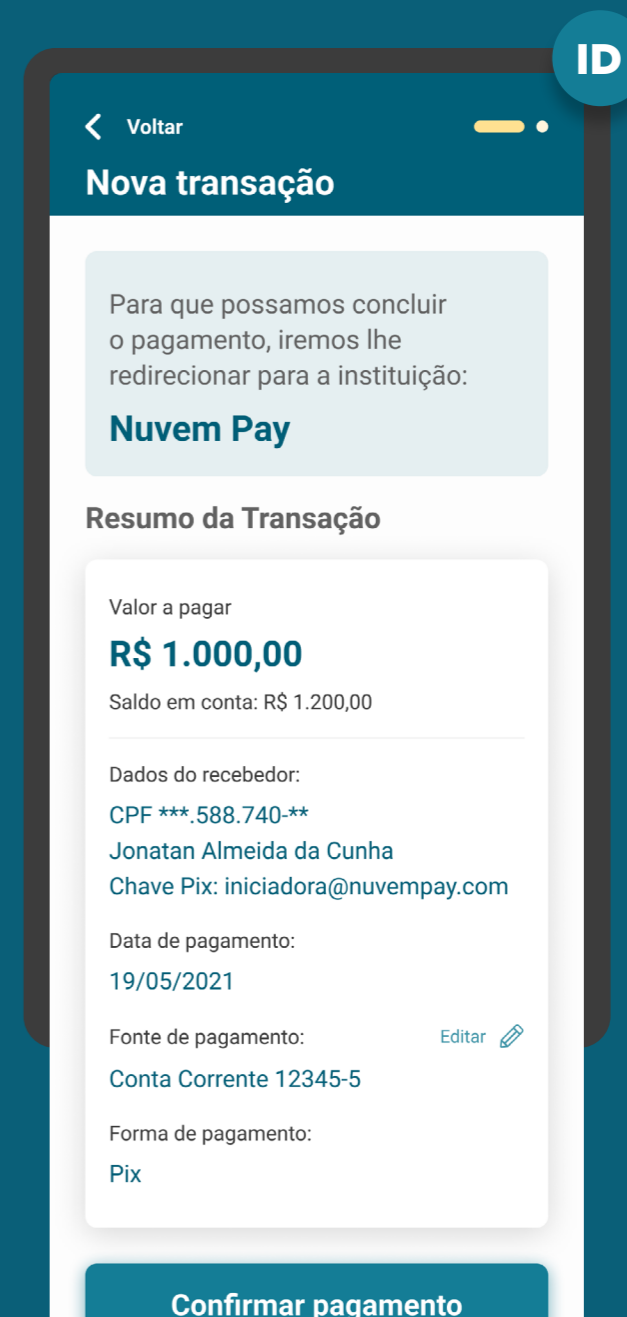 ID
Voltar
Nova transação
Para que possamos concluir
o pagamento, iremos lhe
redirecionar para a instituição:
Nuvem Pay
Resumo da Transação
Valor a pagar
R$ 1.000,00
Saldo em conta: R$ 1.200,00
Dados do recebedor:
CPF ***.588.740-**
Jonatan Almeida da Cunha
Chave Pix: iniciadora@nuvempay.com
Data de pagamento:
19/05/2021
Fonte de pagamento:
Editar
Conta Corrente 12345-5
Forma de pagamento:
Pix
Confirmar pagamento